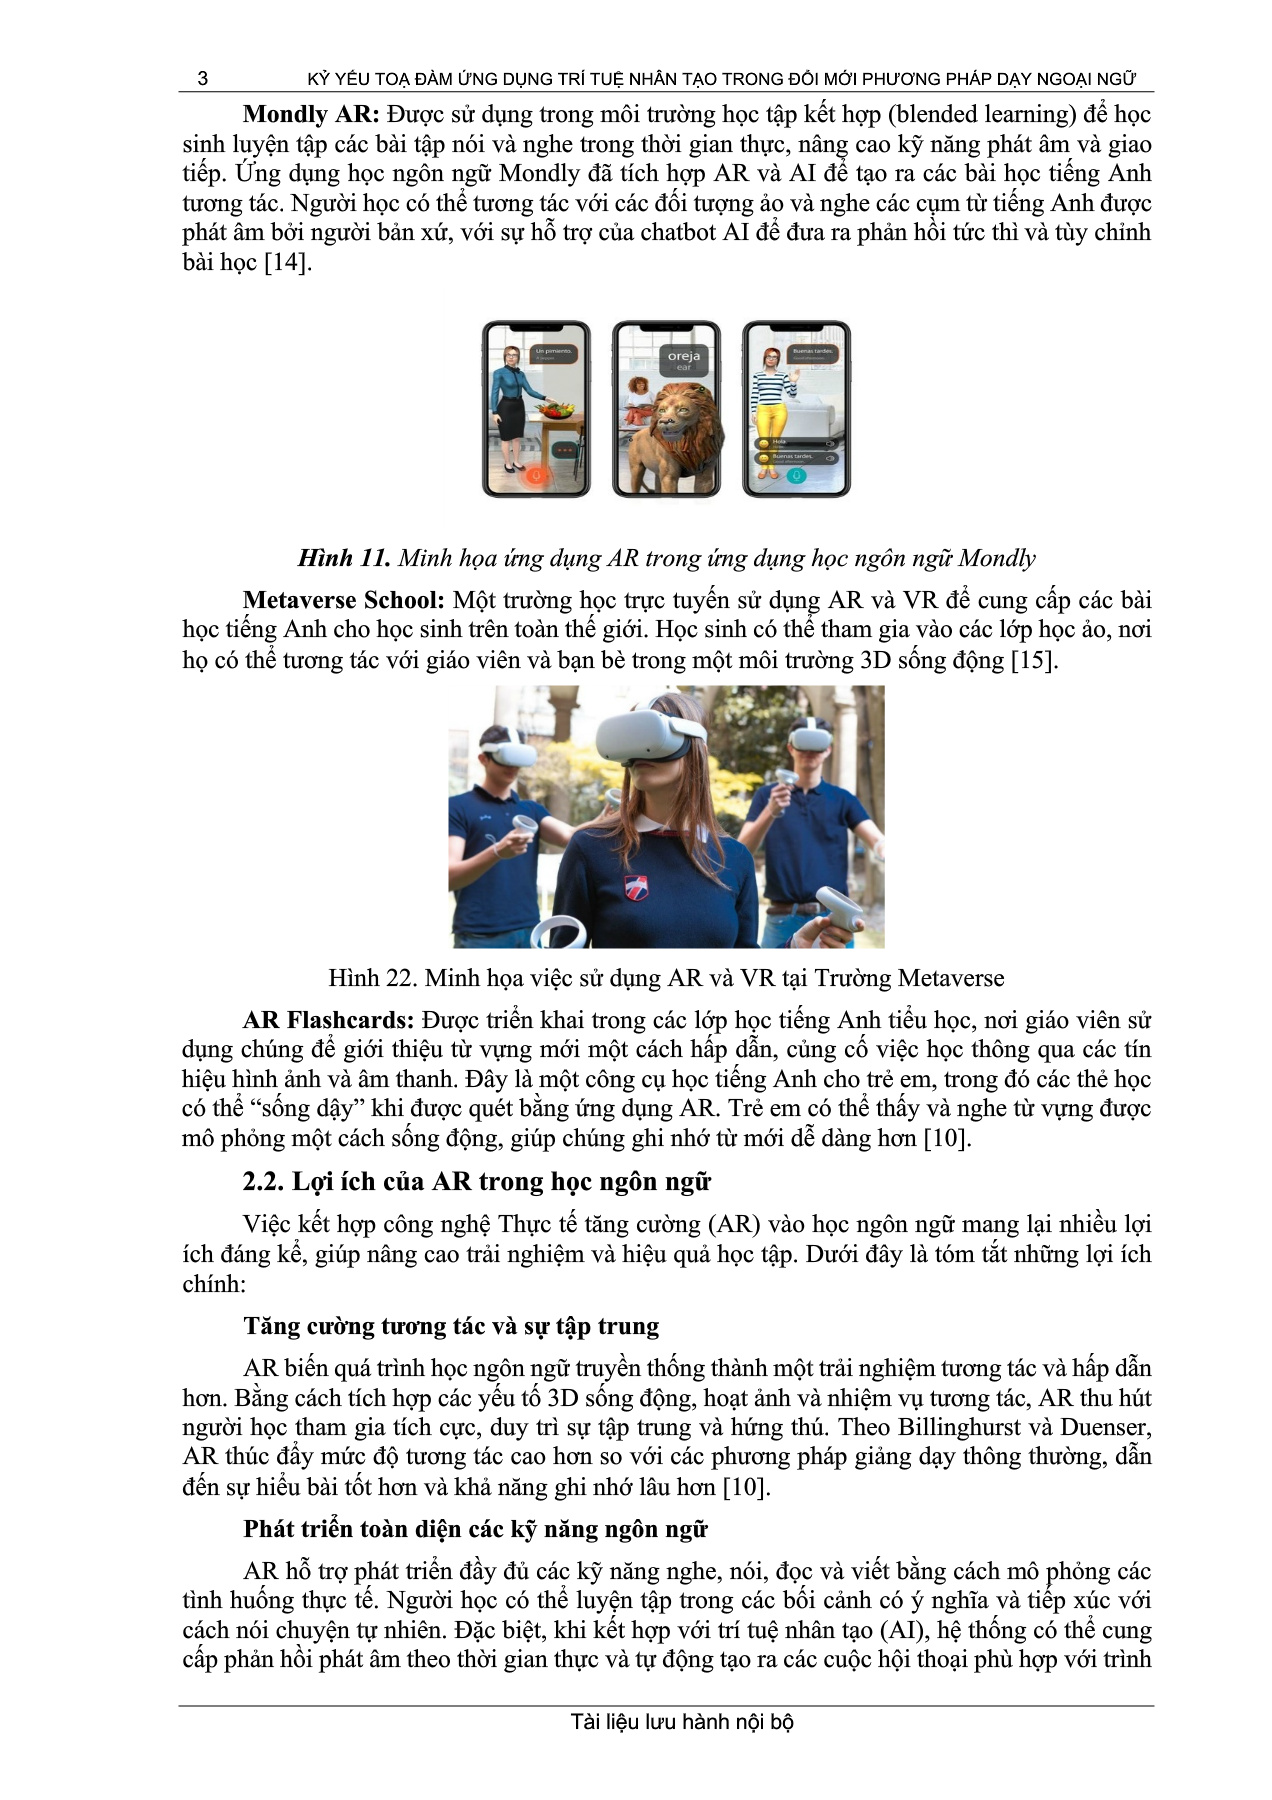 3 KỶ YẾU TOẠ ĐÀM ỨNG DỤNG TRÍ TUỆ NHÂN TẠO TRONG ĐỔI MỚI PHƯƠNG PHÁP DẠY NGOẠI NGỮ
Mondly AR: Được sử dụng trong môi trường học tập kết hợp (blended learning) để học
sinh luyện tập các bài tập nói và nghe trong thời gian thực, nâng cao kỹ năng phát âm và giao
tiếp. Ứng dụng học ngôn ngữ Mondly đã tích hợp AR và AI để tạo ra các bài học tiếng Anh
tương tác. Người học có thể tương tác với các đối tượng ảo và nghe các cụm từ tiếng Anh được
phát âm bởi người bản xứ, với sự hỗ trợ của chatbot AI để đưa ra phản hồi tức thì và tùy chỉnh
bài học [14].
Un pimiento.
oreja
ear
Buenas tardes.
Hola.
Buenas tardes.
Hình 11. Minh họa ứng dụng AR trong ứng dụng học ngôn ngữ Mondly
Metaverse School: Một trường học trực tuyến sử dụng AR và VR để cung cấp các bài
học tiếng Anh cho học sinh trên toàn thế giới. Học sinh có thể tham gia vào các lớp học ảo, nơi
họ có thể tương tác với giáo viên và bạn bè trong một môi trường 3D sống động [15].
Hình 22. Minh họa việc sử dụng AR và VR tại Trường Metaverse
AR Flashcards: Được triển khai trong các lớp học tiếng Anh tiểu học, nơi giáo viên sử
dụng chúng để giới thiệu từ vựng mới một cách hấp dẫn, củng cố việc học thông qua các tín
hiệu hình ảnh và âm thanh. Đây là một công cụ học tiếng Anh cho trẻ em, trong đó các thẻ học
có thể “sống dậy” khi được quét bằng ứng dụng AR. Trẻ em có thể thấy và nghe từ vựng được
mô phỏng một cách sống động, giúp chúng ghi nhớ từ mới dễ dàng hơn [10].
2.2. Lợi ích của AR trong học ngôn ngữ
Việc kết hợp công nghệ Thực tế tăng cường (AR) vào học ngôn ngữ mang lại nhiều lợi
ích đáng kể, giúp nâng cao trải nghiệm và hiệu quả học tập. Dưới đây là tóm tắt những lợi ích
chính:
Tăng cường tương tác và sự tập trung
AR biến quá trình học ngôn ngữ truyền thống thành một trải nghiệm tương tác và hấp dẫn
hơn. Bằng cách tích hợp các yếu tố 3D sống động, hoạt ảnh và nhiệm vụ tương tác, AR thu hút
người học tham gia tích cực, duy trì sự tập trung và hứng thú. Theo Billinghurst và Duenser,
AR thúc đẩy mức độ tương tác cao hơn so với các phương pháp giảng dạy thông thường, dẫn
đến sự hiểu bài tốt hơn và khả năng ghi nhớ lâu hơn [10].
Phát triển toàn diện các kỹ năng ngôn ngữ
AR hỗ trợ phát triển đầy đủ các kỹ năng nghe, nói, đọc và viết bằng cách mô phỏng các
tình huống thực tế. Người học có thể luyện tập trong các bối cảnh có ý nghĩa và tiếp xúc với
cách nói chuyện tự nhiên. Đặc biệt, khi kết hợp với trí tuệ nhân tạo (AI), hệ thống có thể cung
cấp phản hồi phát âm theo thời gian thực và tự động tạo ra các cuộc hội thoại phù hợp với trình
Tài liệu lưu hành nội bộ